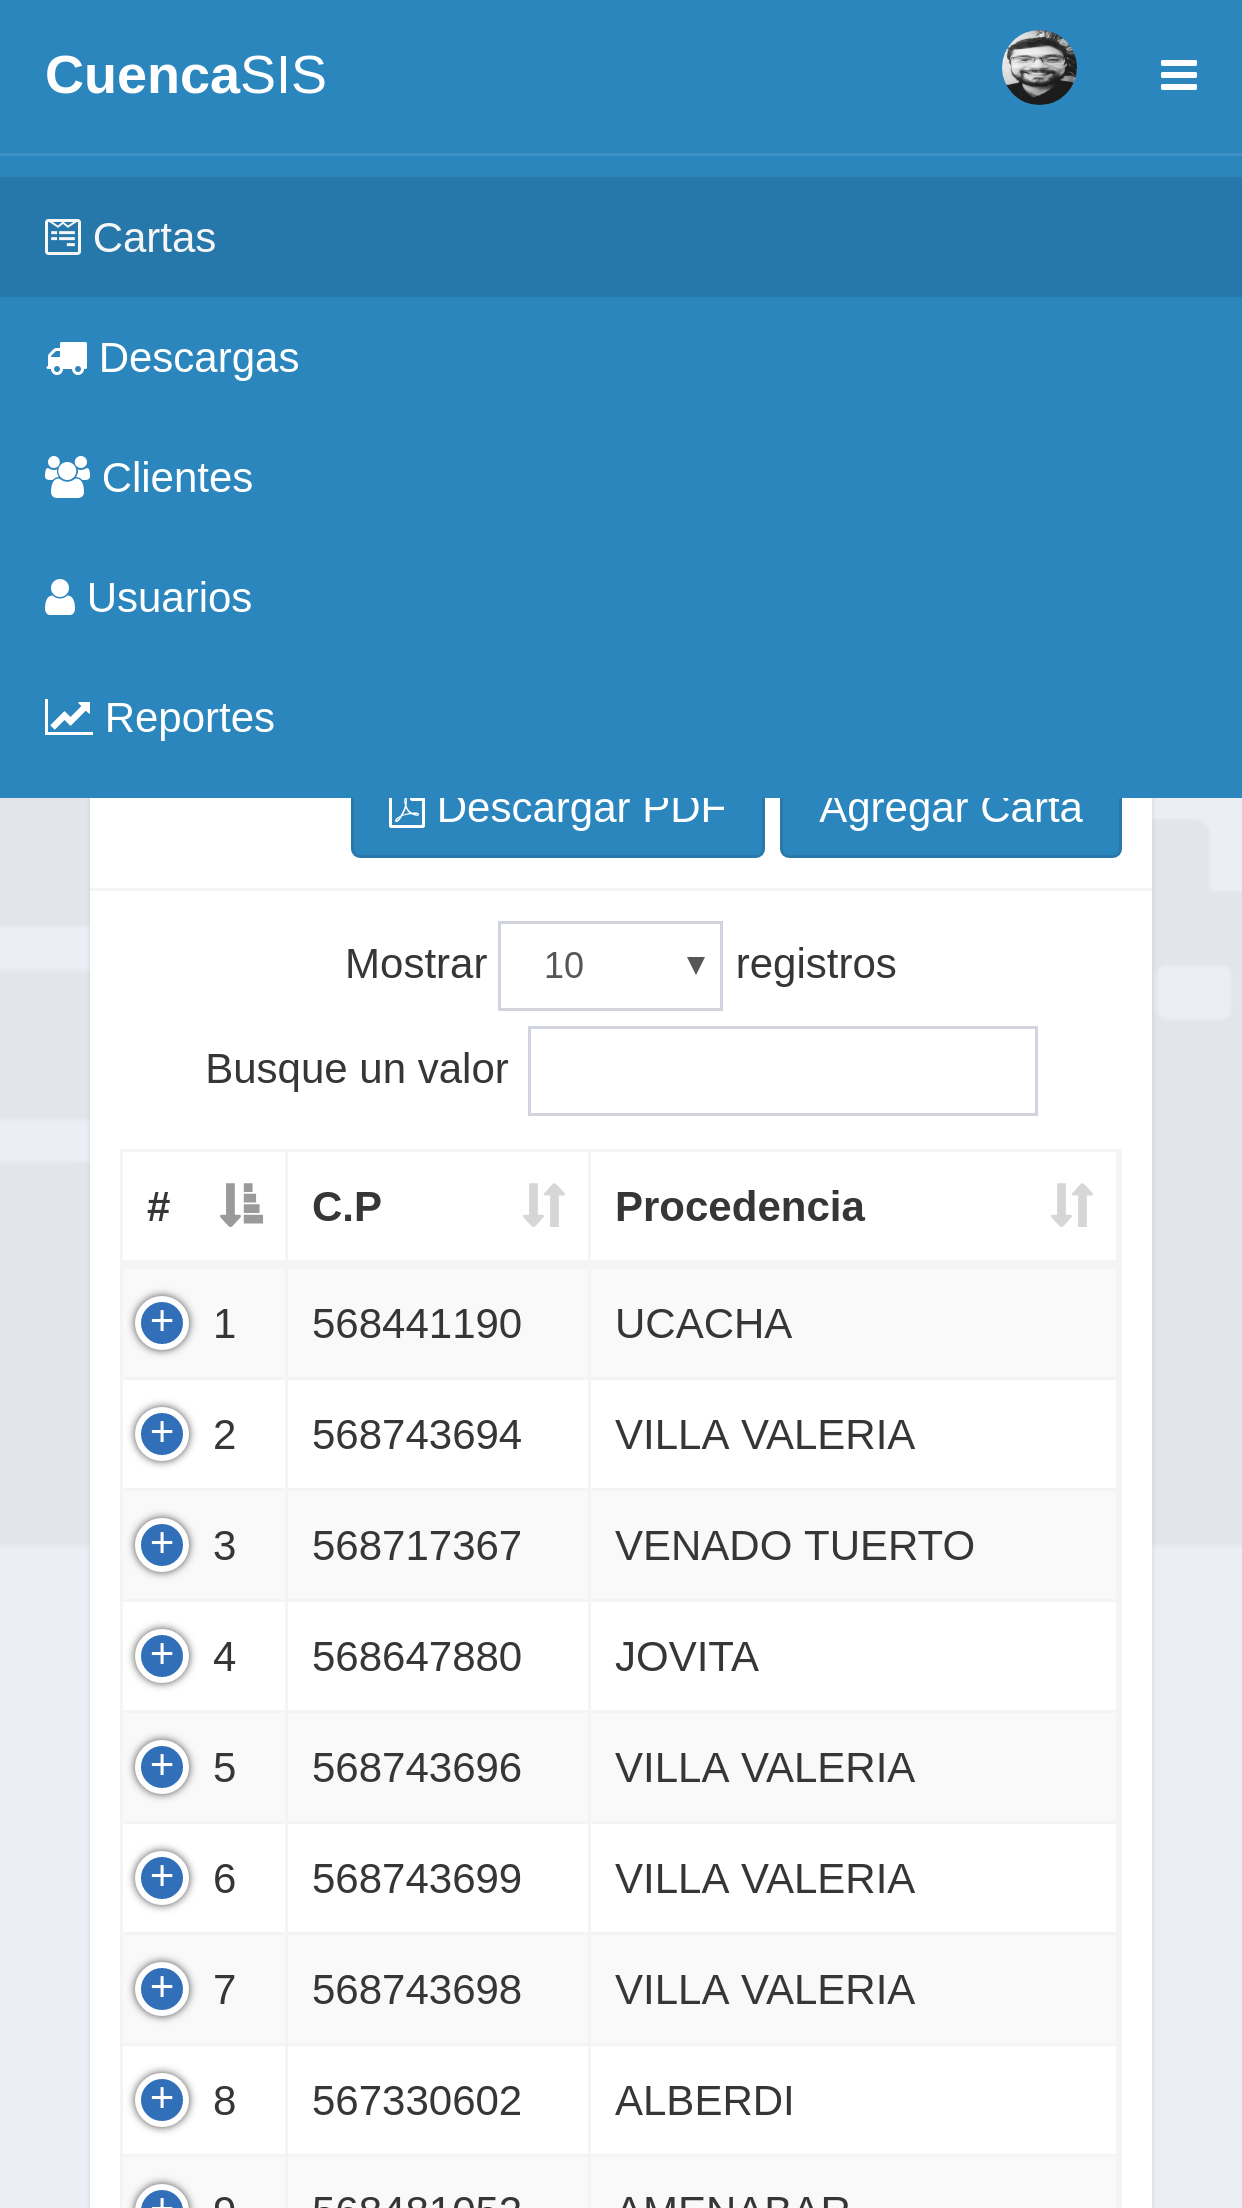 CuencaSIS
Cartas
Descargas
Clientes
Usuarios
Reportes
Descargar PDF Agregar Carta
Mostrar 10 registros
Busque un valor
# C.P Procedencia
1 568441190 UCACHA
2 568743694 VILLA VALERIA
3 568717367 VENADO TUERTO
4 568647880 JOVITA
5 568743696 VILLA VALERIA
6 568743699 VILLA VALERIA
7 568743698 VILLA VALERIA
8 567330602 ALBERDI
9 568481052 AMENABAR